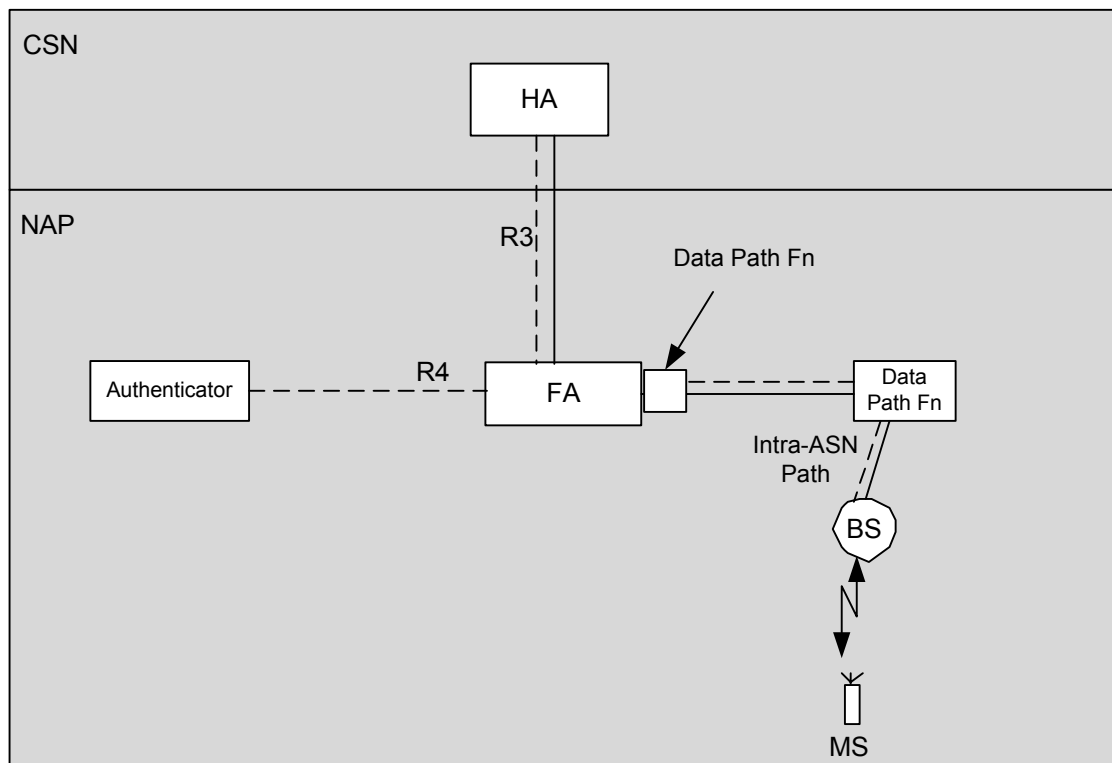 CSN
HA
NAP
R3
Data Path Fn
Authenticator
R4
FA
Data
Path Fn
Intra-ASN
Path
BS
MS